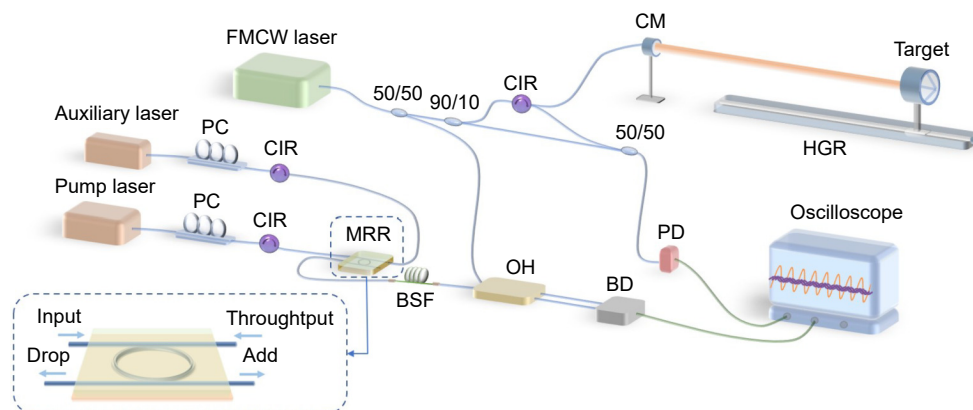 CM
FMCW laser
Target
50/50
90/10
CIR
Auxiliary laser
PC
CIR
50/50
HGR
Pump laser
PC
CIR
MRR
PD
Oscilloscope
OH
BD
BSF
Input
Throughtput
Drop
Add